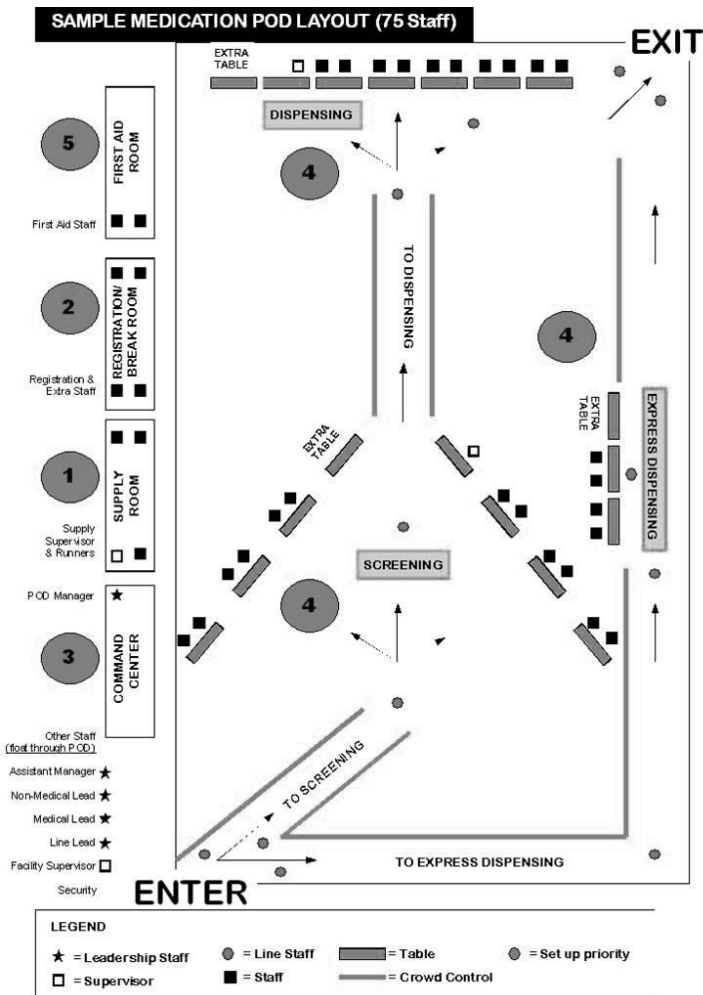 SAMPLE MEDICATION POD LAYOUT (75 Staff)
EXIT
EXTRA
TABLE
DISPENSING
5
FIRST AID
ROOM
First Aid Staff
4
TO DISPENSING
2
REGISTRATION/
BREAK ROOM
Registration &
Extra Staff
4
EXTRA
TABLE
EXPRESS DISPENSING
EXTRA
TABLE
1
SUPPLY
ROOM
Supply
Supervisor
& Runners
SCREENING
4
POD Manager
3
COMMAND
CENTER
Other Staff
(float through POD)
Assistant Manager
Non-Medical Lead
Medical Lead
Line Lead
Facility Supervisor
Security
TO SCREENING
TO EXPRESS DISPENSING
ENTER
LEGEND
= Leadership Staff
= Line Staff
= Table
= Set up priority
= Supervisor
= Staff
= Crowd Control